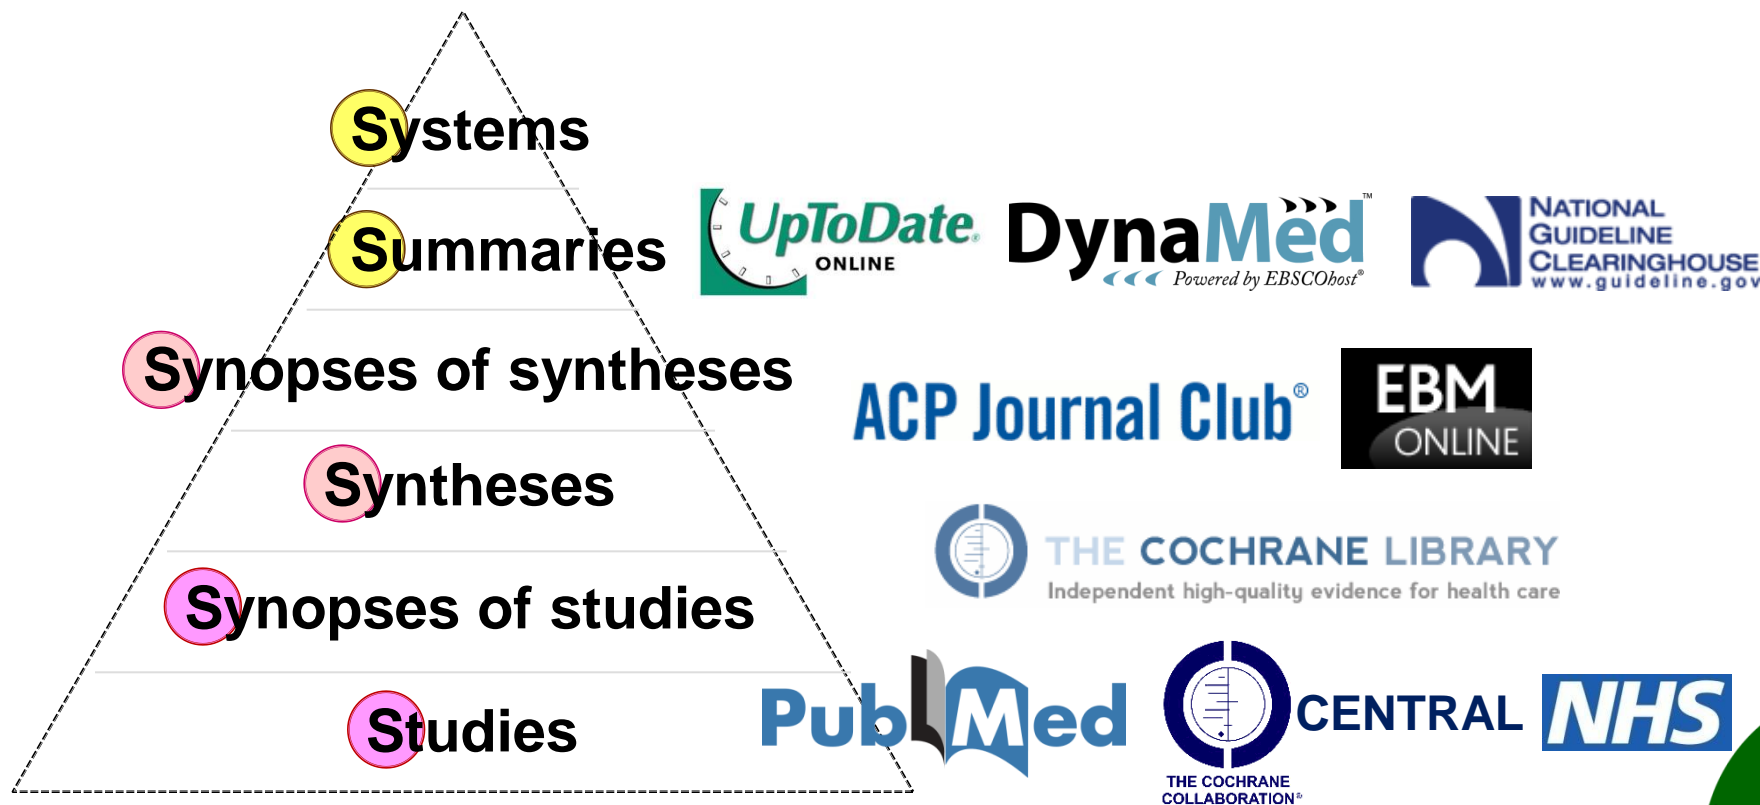 Systems
Summaries
UpToDate®
ONLINE
DynaMed™
Powered by EBSCOhost®
NATIONAL
GUIDELINE
CLEARINGHOUSE
www.guideline.gov
Synopses of syntheses
ACP Journal Club®
EBM
ONLINE
Syntheses
THE COCHRANE LIBRARY
Independent high-quality evidence for health care
Synopses of studies
Studies
PubMed
THE COCHRANE
COLLABORATION®
CENTRAL
NHS